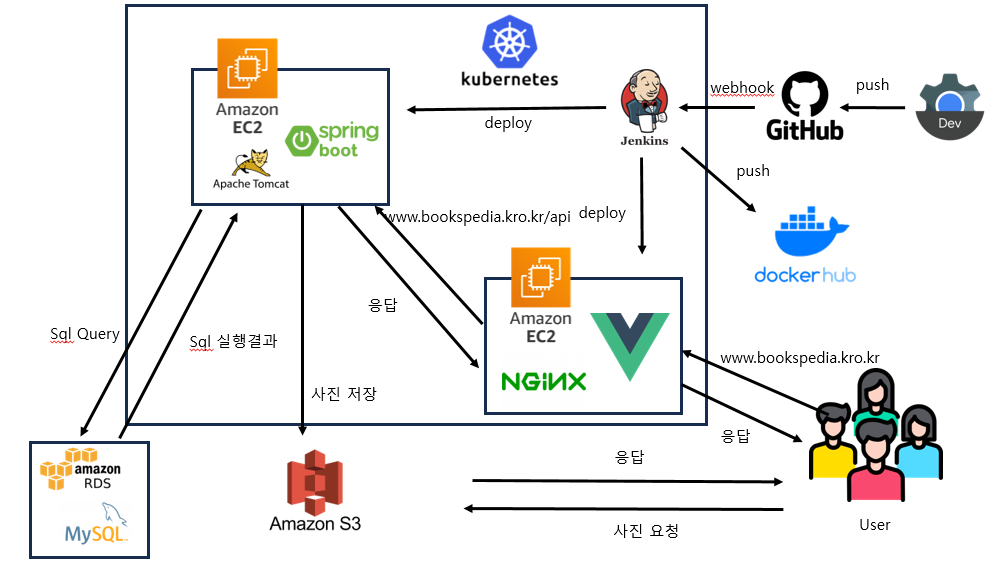 kubernetes
Amazon
EC2
spring
boot
Apache Tomcat
deploy
Jenkins
webhook
GitHub
push
Dev
push
docker hub
www.bookspedia.kro.kr/api
deploy
Amazon
EC2
NGINX
응답
www.bookspedia.kro.kr
응답
Sql Query
Sql 실행결과
사진 저장
amazon
RDS
MySQL
Amazon S3
응답
사진 요청
User